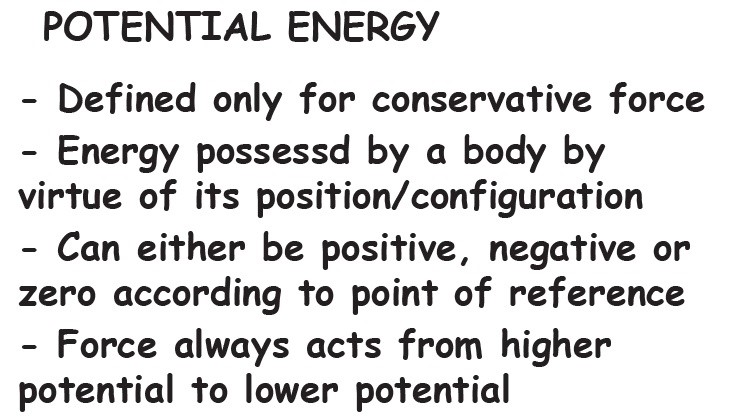 POTENTIAL ENERGY
- Defined only for conservative force
- Energy possessd by a body by
virtue of its position/configuration
- Can either be positive, negative or
zero according to point of reference
- Force always acts from higher
potential to lower potential